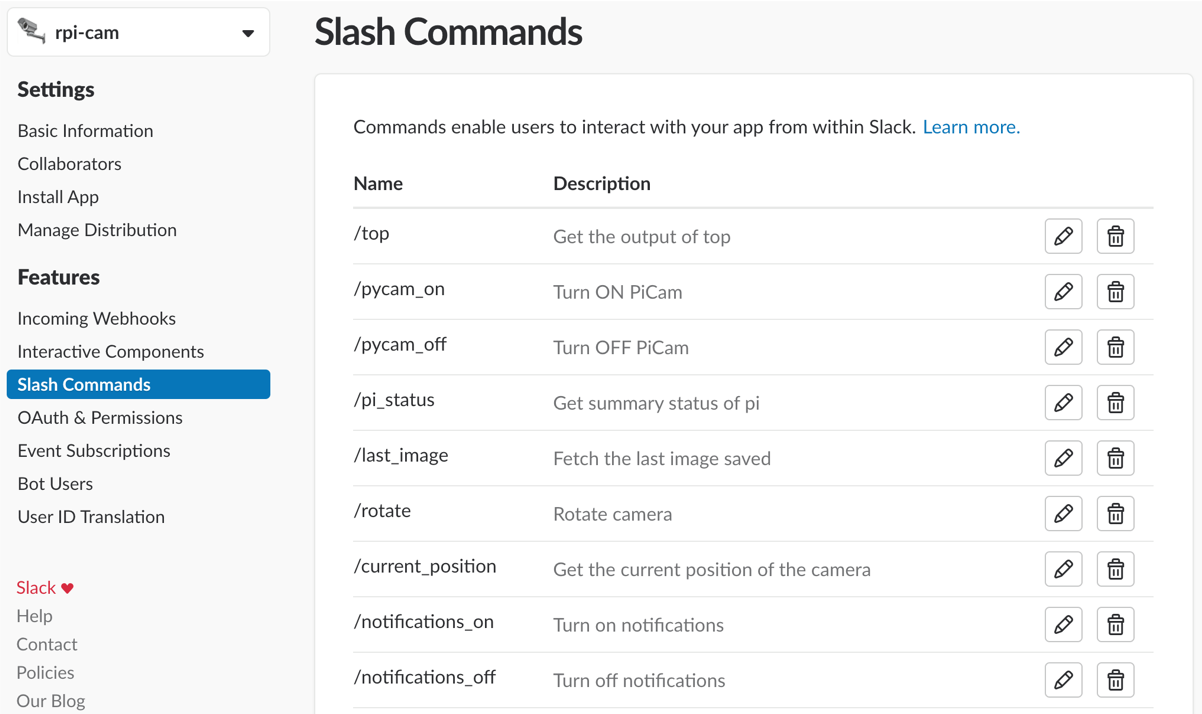 rpi-cam
Settings
Basic Information
Collaborators
Install App
Manage Distribution
Features
Incoming Webhooks
Interactive Components
Slash Commands
OAuth & Permissions
Event Subscriptions
Bot Users
User ID Translation
Slack ♥
Help
Contact
Policies
Our Blog
Slash Commands
Commands enable users to interact with your app from within Slack. Learn more.
Name Description
/top Get the output of top
/pycam_on Turn ON PiCam
/pycam_off Turn OFF PiCam
/pi_status Get summary status of pi
/last_image Fetch the last image saved
/rotate Rotate camera
/current_position Get the current position of the camera
/notifications_on Turn on notifications
/notifications_off Turn off notifications